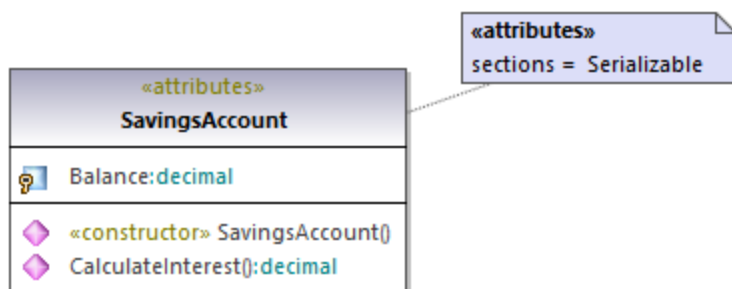 «attributes»
sections = Serializable
«attributes»
SavingsAccount
Balance:decimal
«constructor» SavingsAccount()
CalculateInterest():decimal